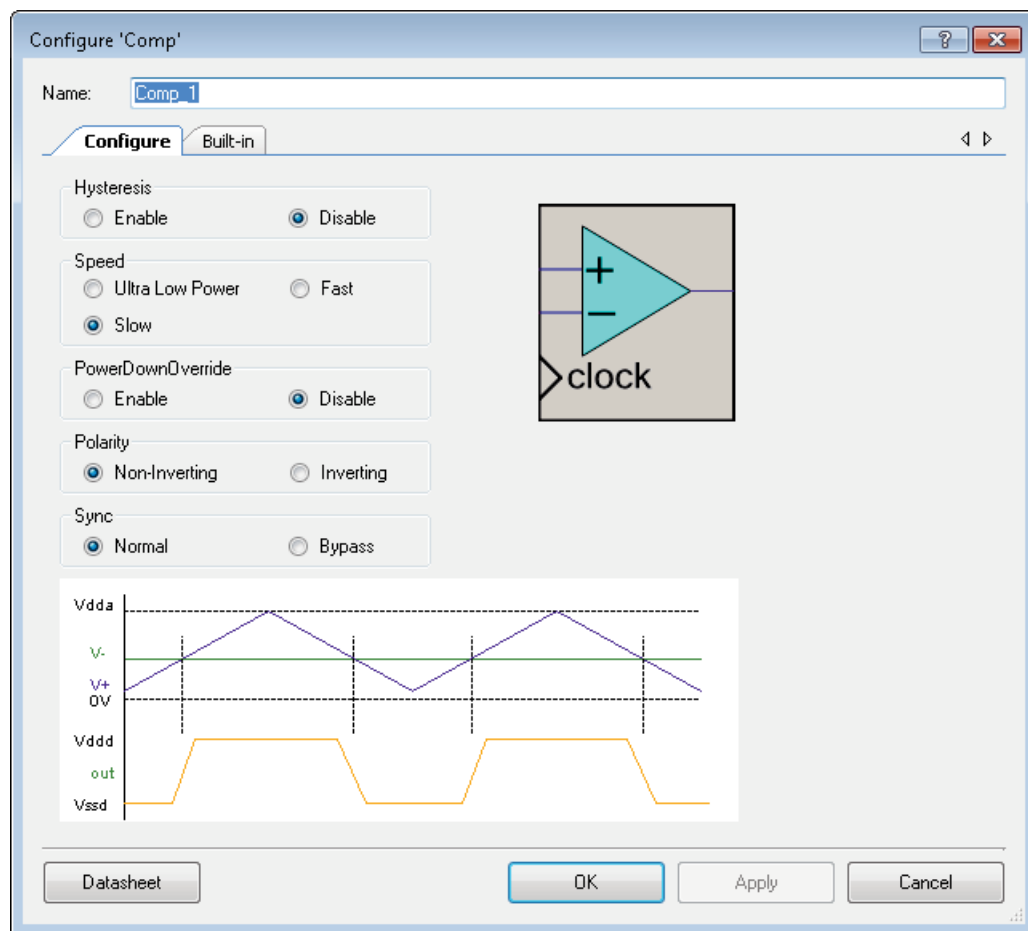 Configure 'Comp'
Name: Comp_1
Configure Built-in
Hysteresis
Enable Disable
Speed
Ultra Low Power Fast
Slow
PowerDownOverride
Enable Disable
Polarity
Non-Inverting Inverting
Sync
Normal Bypass
+
−
clock
Vdda
V-
V+
0V
Vddd
out
Vssd
Datasheet OK Apply Cancel